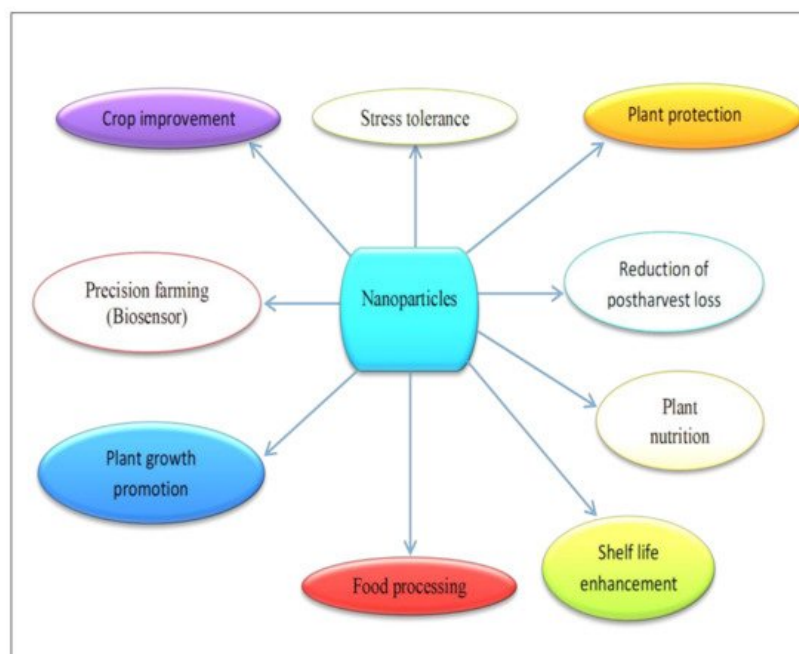 Crop improvement
Stress tolerance
Plant protection
Precision farming
(Biosensor)
Nanoparticles
Reduction of
postharvest loss
Plant growth
promotion
Plant
nutrition
Food processing
Shelf life
enhancement